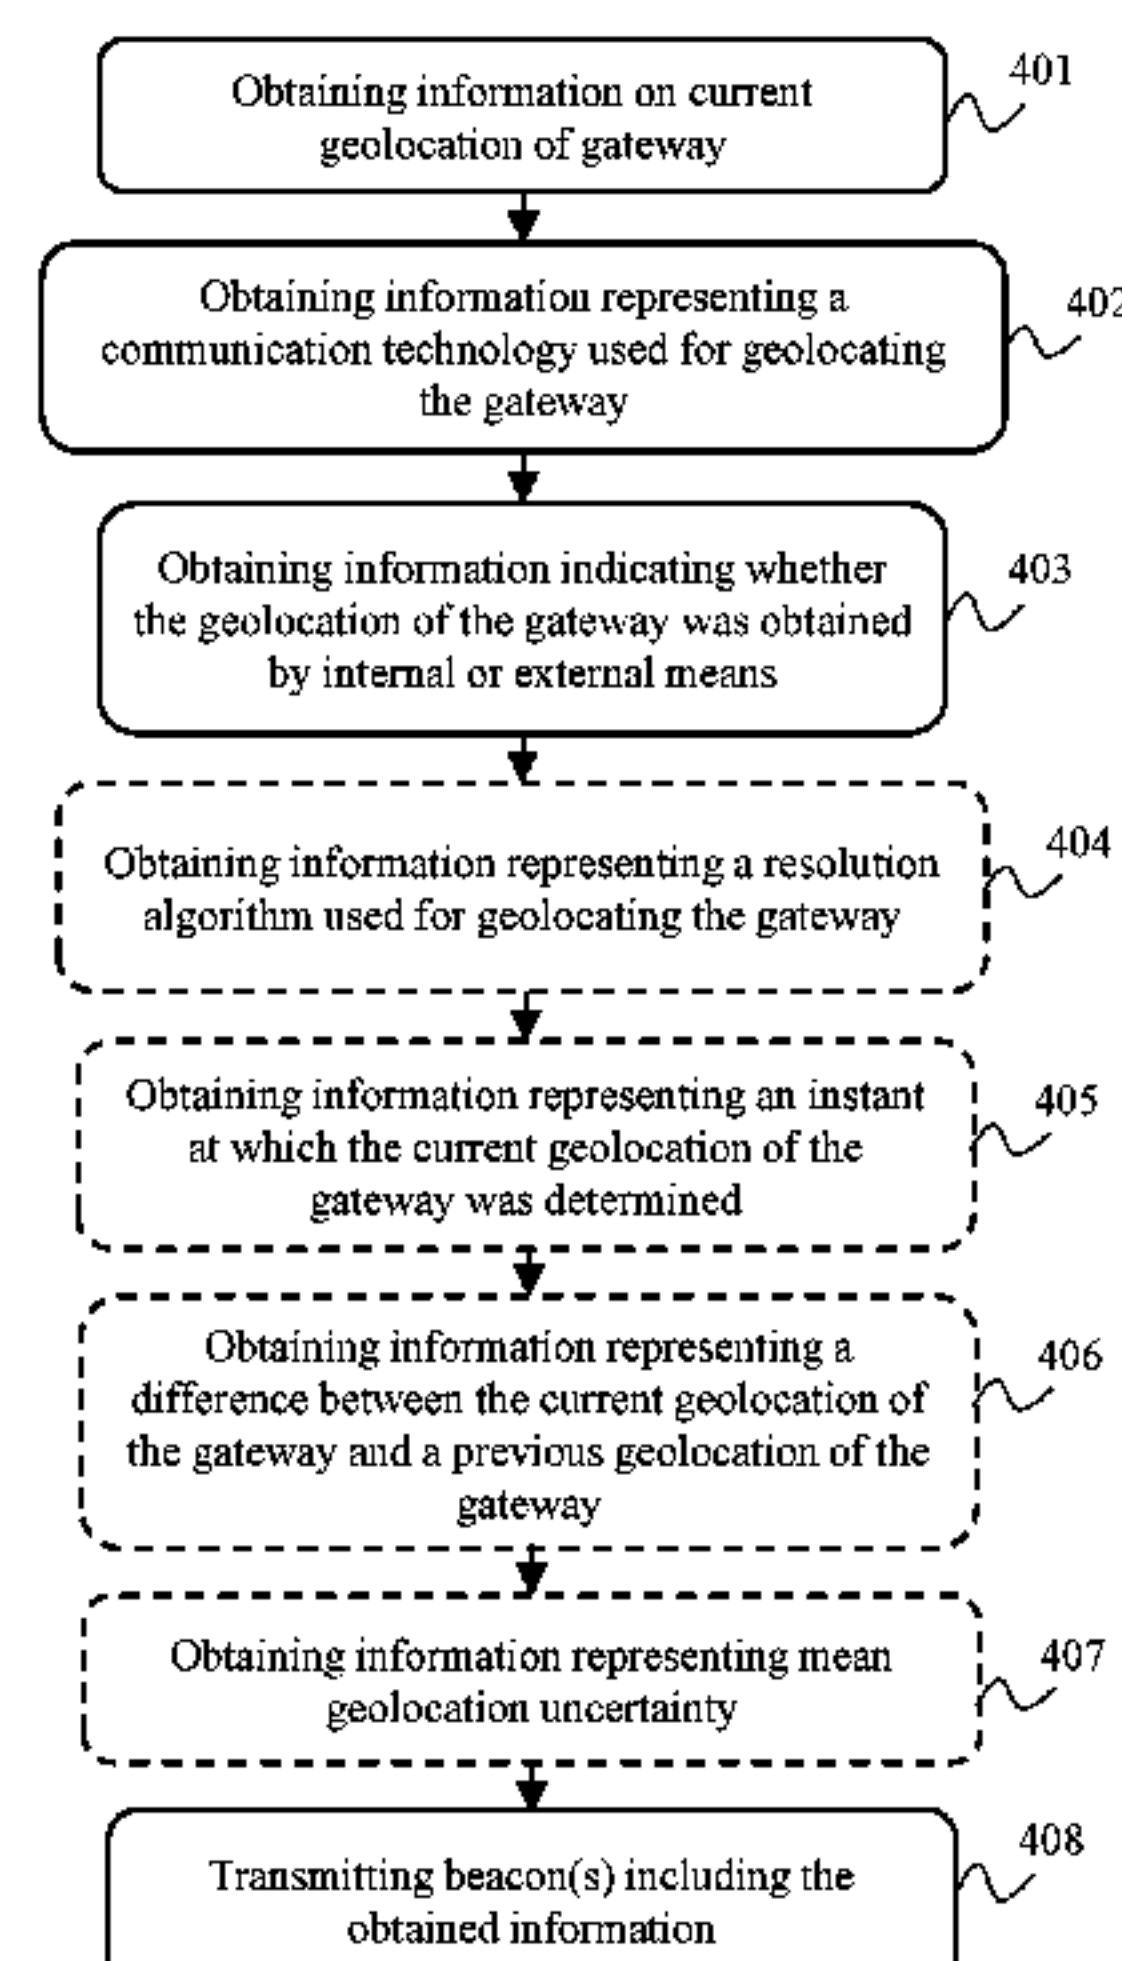 Obtaining information on current
geolocation of gateway
401
Obtaining information representing a
communication technology used for geolocating
the gateway
402
Obtaining information indicating whether
the geolocation of the gateway was obtained
by internal or external means
403
Obtaining information representing a resolution
algorithm used for geolocating the gateway
404
Obtaining information representing an instant
at which the current geolocation of the
gateway was determined
405
Obtaining information representing a
difference between the current geolocation of
the gateway and a previous geolocation of the
gateway
406
Obtaining information representing mean
geolocation uncertainty
407
Transmitting beacon(s) including the
obtained information
408